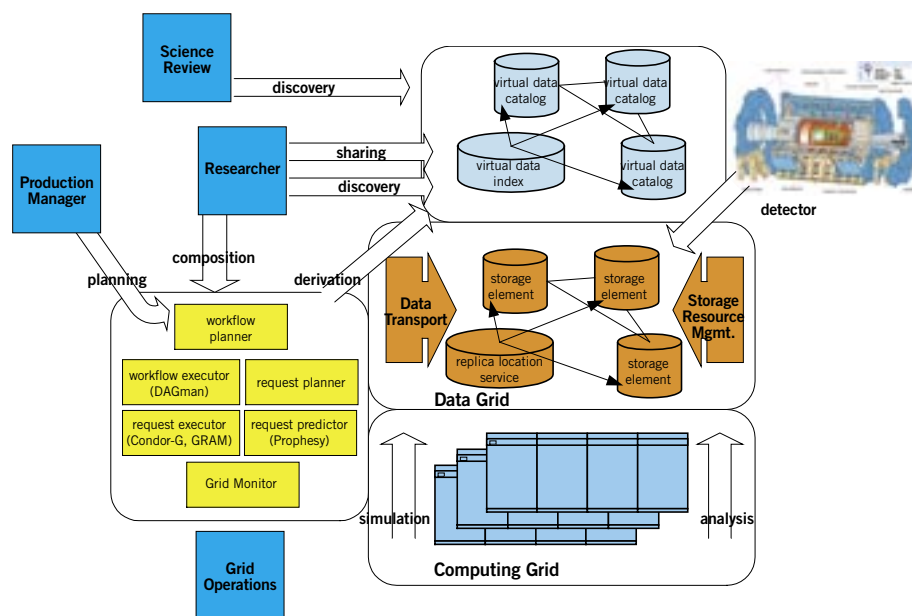 Science
Review
discovery
virtual data
catalog
virtual data
catalog
virtual data
index
virtual data
catalog
Researcher
sharing
discovery
Production
Manager
detector
planning
composition
derivation
workflow
planner
workflow executor
(DAGman)
request planner
request executor
(Condor-G, GRAM)
request predictor
(Prophesy)
Grid Monitor
Data
Transport
storage
element
storage
element
replica location
service
storage
element
Storage
Resource
Mgmt.
Data Grid
simulation
analysis
Computing Grid
Grid
Operations